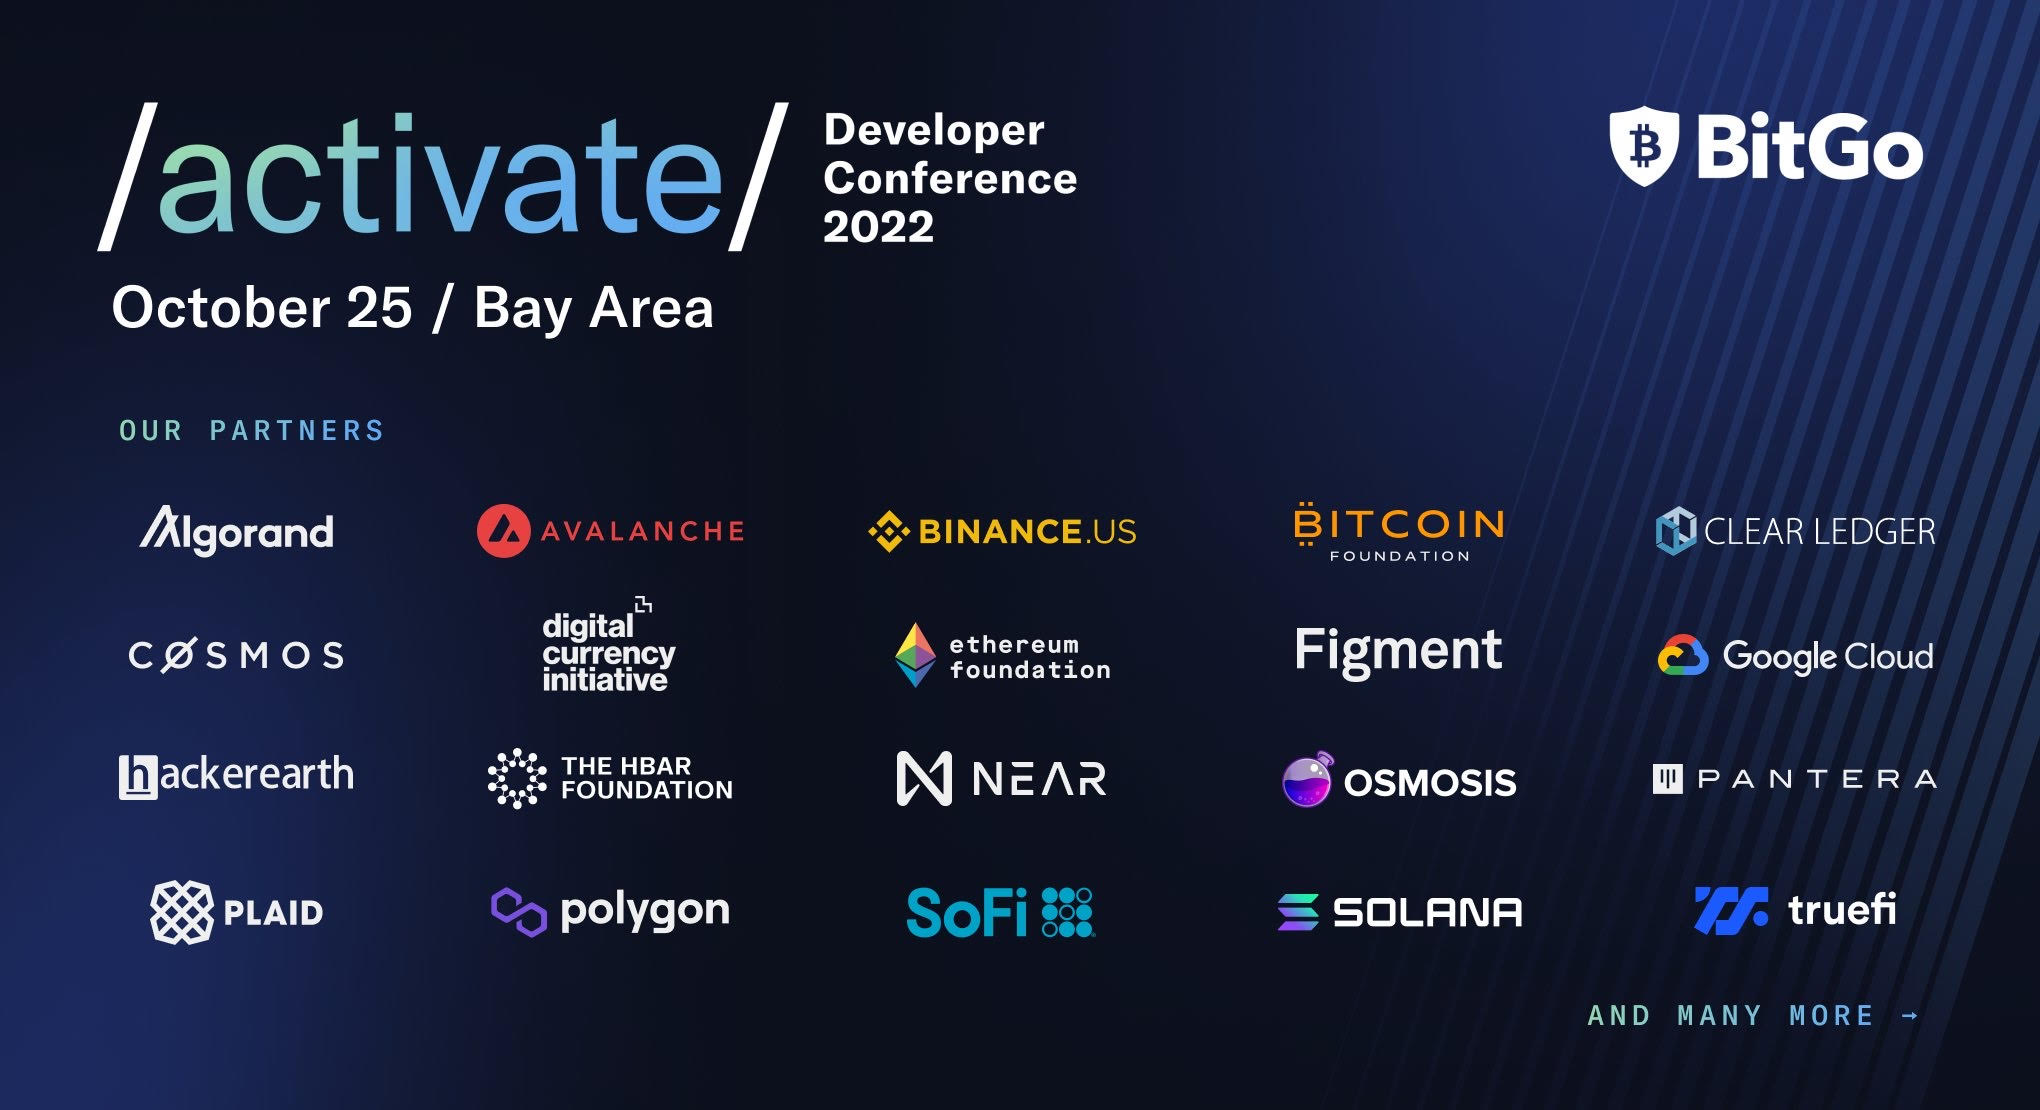 /activate/
Developer
Conference
2022
BitGo
October 25 / Bay Area
OUR PARTNERS
Algorand
AVALANCHE
BINANCE.US
BITCOIN
FOUNDATION
CLEAR LEDGER
COSMOS
digital
currency
initiative
ethereum
foundation
Figment
Google Cloud
hackerearth
THE HBAR
FOUNDATION
NEAR
OSMOSIS
PANTERA
PLAID
polygon
SoFi
SOLANA
truefi
AND MANY MORE →